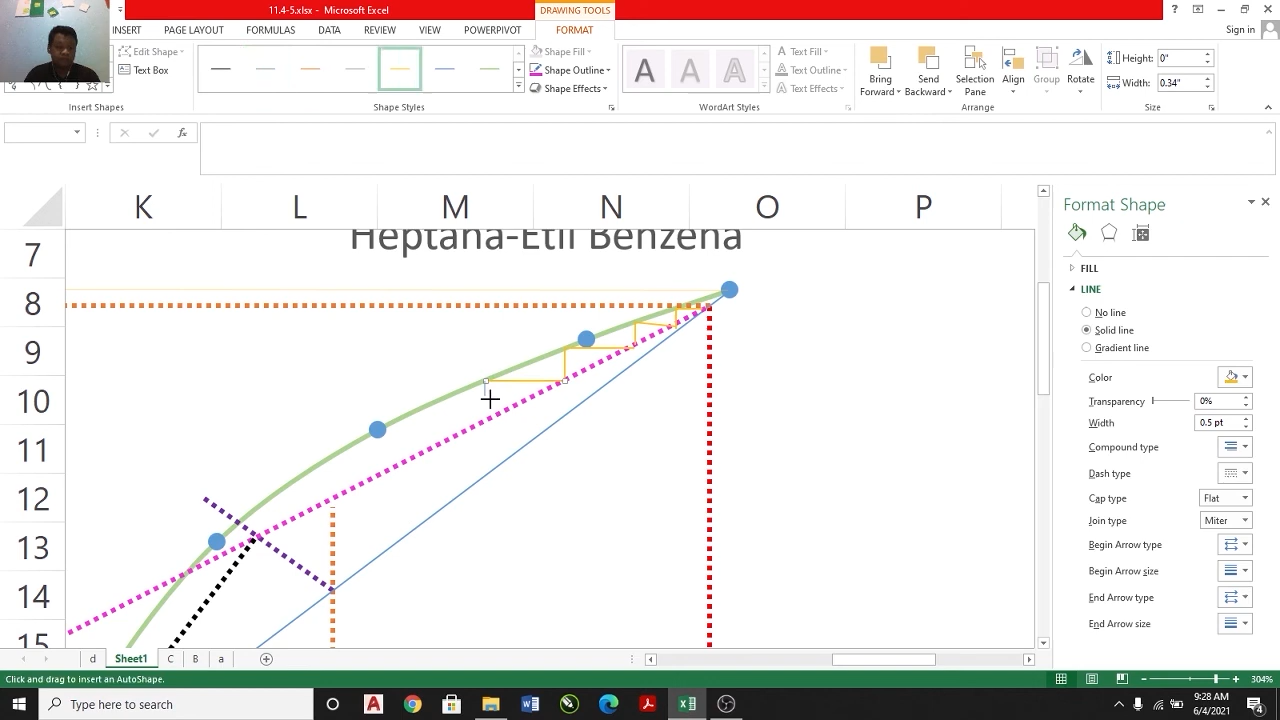 11.4-5.xlsx - Microsoft Excel
DRAWING TOOLS
Sign in
INSERT
PAGE LAYOUT
FORMULAS
DATA
REVIEW
VIEW
POWERPIVOT
FORMAT
Edit Shape
Text Box
Insert Shapes
Shape Fill
Shape Outline
Shape Effects
Shape Styles
A A A
Text Fill
Text Outline
Text Effects
WordArt Styles
Bring Forward
Send Backward
Selection Pane
Align
Group
Rotate
Arrange
Height: 0"
Width: 0.34"
Size
fx
K L M N O P
7
8
9
10
11
12
13
14
15
Heptana-Etil Benzena
Format Shape
FILL
LINE
No line
Solid line
Gradient line
Color
Transparency 0%
Width 0.5 pt
Compound type
Dash type
Cap type Flat
Join type Miter
Begin Arrow type
Begin Arrow size
End Arrow type
End Arrow size
d Sheet1 C B a
Click and drag to insert an AutoShape.
304%
Type here to search
9:28 AM
6/4/2021